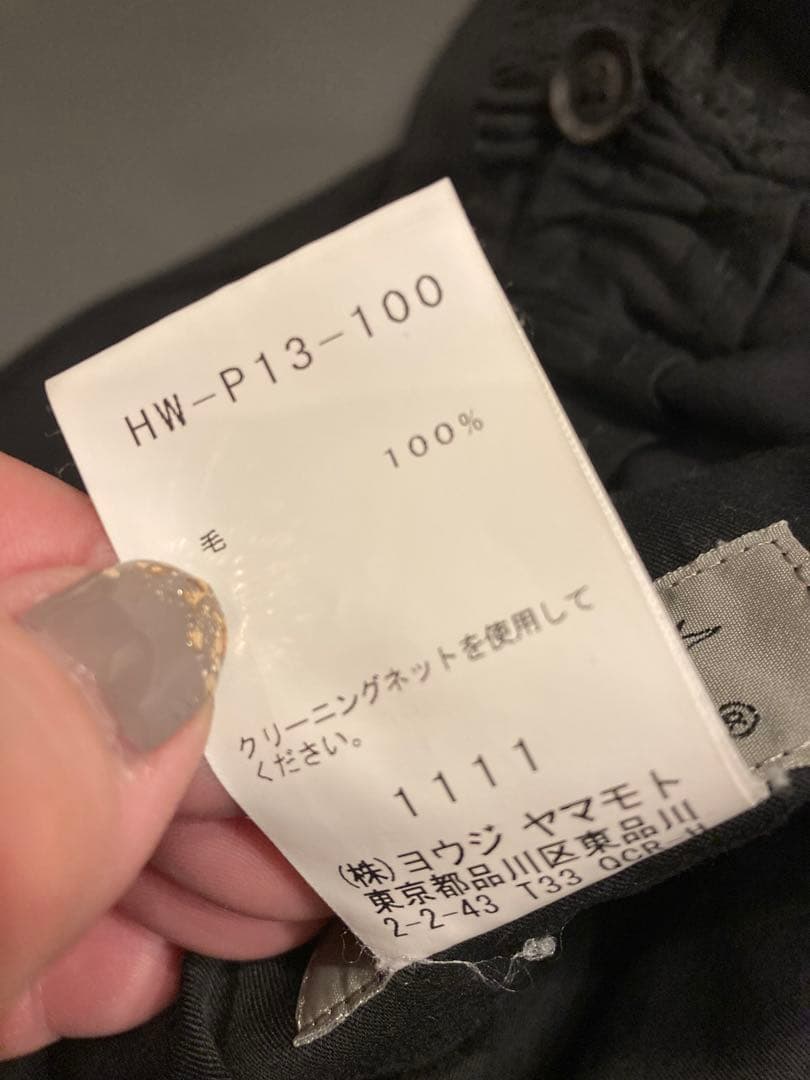 HW-P13-100
100%
毛
クリーニングネットを使用して
ください。
1111
(株)ヨウジ ヤマモト
東京都品川区東品川
2-2-43 T33 QCR-H
®